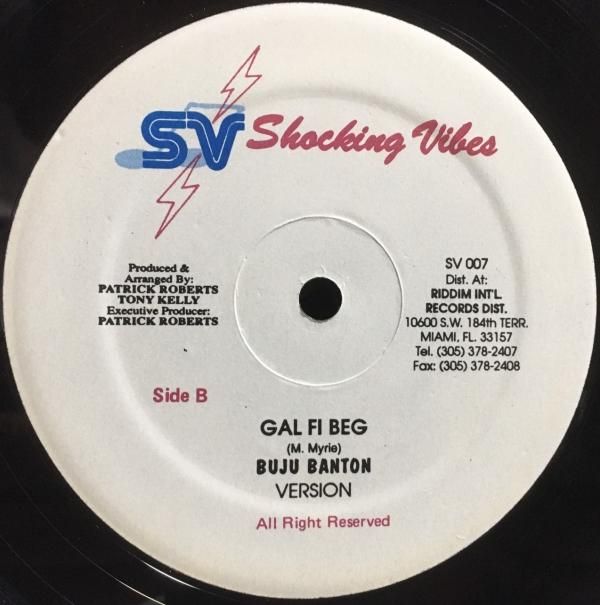 SV Shocking Vibes
Produced &
Arranged By:
PATRICK ROBERTS
TONY KELLY
Executive Producer:
PATRICK ROBERTS
SV 007
Dist. At:
RIDDIM INT'L.
RECORDS DIST.
10600 S.W. 184th TERR.
MIAMI, FL. 33157
Tel. (305) 378-2407
Fax: (305) 378-2408
Side B
GAL FI BEG
(M. Myrie)
BUJU BANTON
VERSION
All Right Reserved